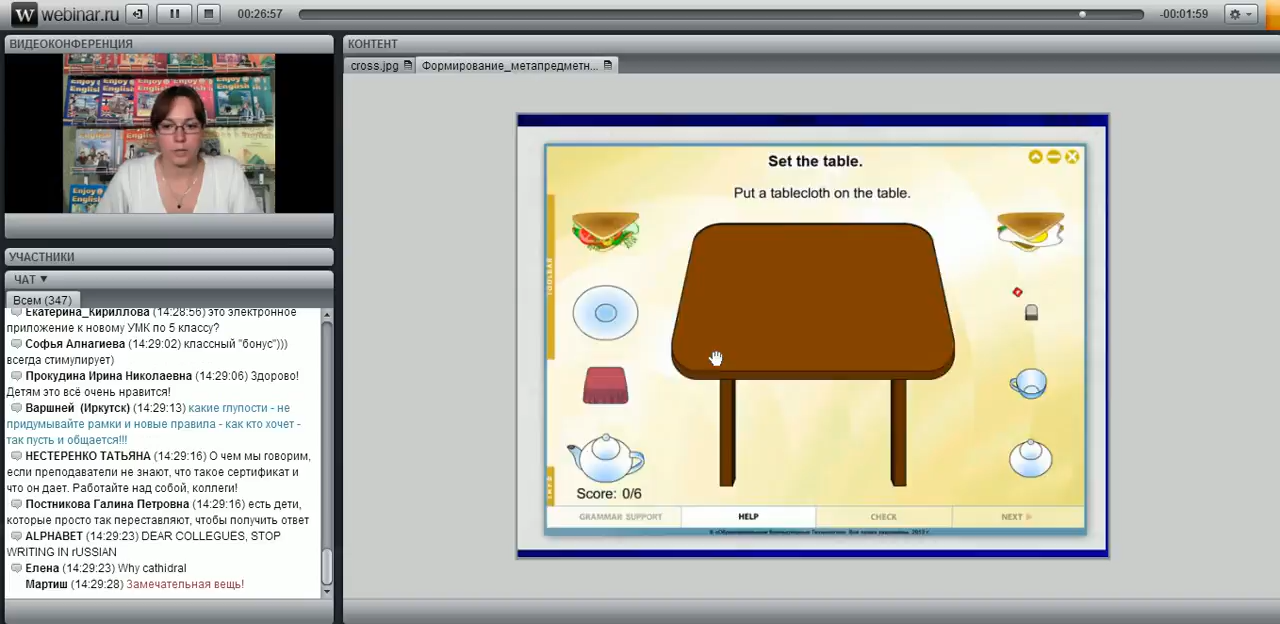 webinar.ru
00:26:57
-00:01:59
ВИДЕОКОНФЕРЕНЦИЯ
Enjoy English
УЧАСТНИКИ
ЧАТ
Всем (347)
Екатерина_Кириллова (14:28:56) это электронное
приложение к новому УМК по 5 классу?
Софья Алнагиева (14:29:02) классный "бонус")))
всегда стимулирует)
Прокудина Ирина Николаевна (14:29:06) Здорово!
Детям это всё очень нравится!
Варшней (Иркутск) (14:29:13) какие глупости - не
придумывайте рамки и новые правила - как кто хочет -
так пусть и общается!!!
НЕСТЕРЕНКО ТАТЬЯНА (14:29:16) О чем мы говорим,
если преподаватели не знают, что такое сертификат и
что он дает. Работайте над собой, коллеги!
Постникова Галина Петровна (14:29:16) есть дети,
которые просто так переставляют, чтобы получить ответ
ALPHABET (14:29:23) DEAR COLLEGUES, STOP
WRITING IN rUSSIAN
Елена (14:29:23) Why cathidral
Мартиш (14:29:28) Замечательная вещь!
КОНТЕНТ
cross.jpg
Формирование_метапредметн...
Set the table.
Put a tablecloth on the table.
TOOLBAR
INFO
Score: 0/6
GRAMMAR SUPPORT
HELP
CHECK
NEXT